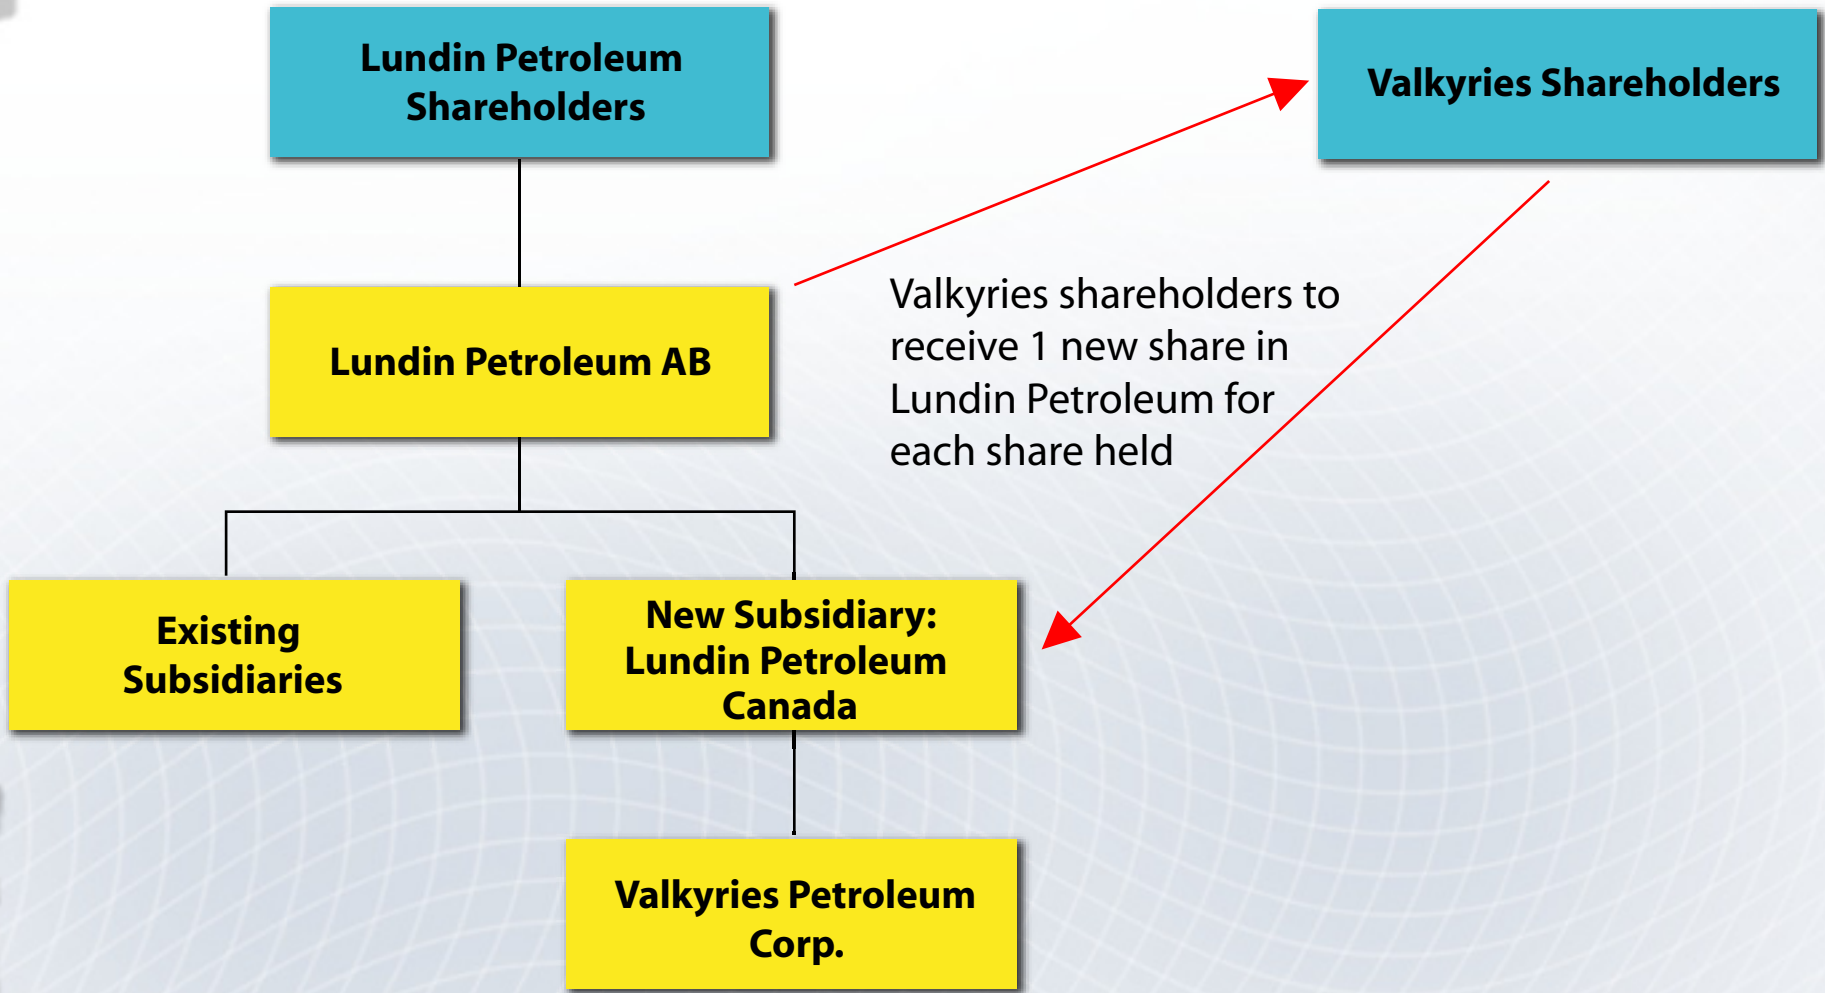 Lundin Petroleum
Shareholders
Valkyries Shareholders
Lundin Petroleum AB
Valkyries shareholders to
receive 1 new share in
Lundin Petroleum for
each share held
Existing
Subsidiaries
New Subsidiary:
Lundin Petroleum
Canada
Valkyries Petroleum
Corp.